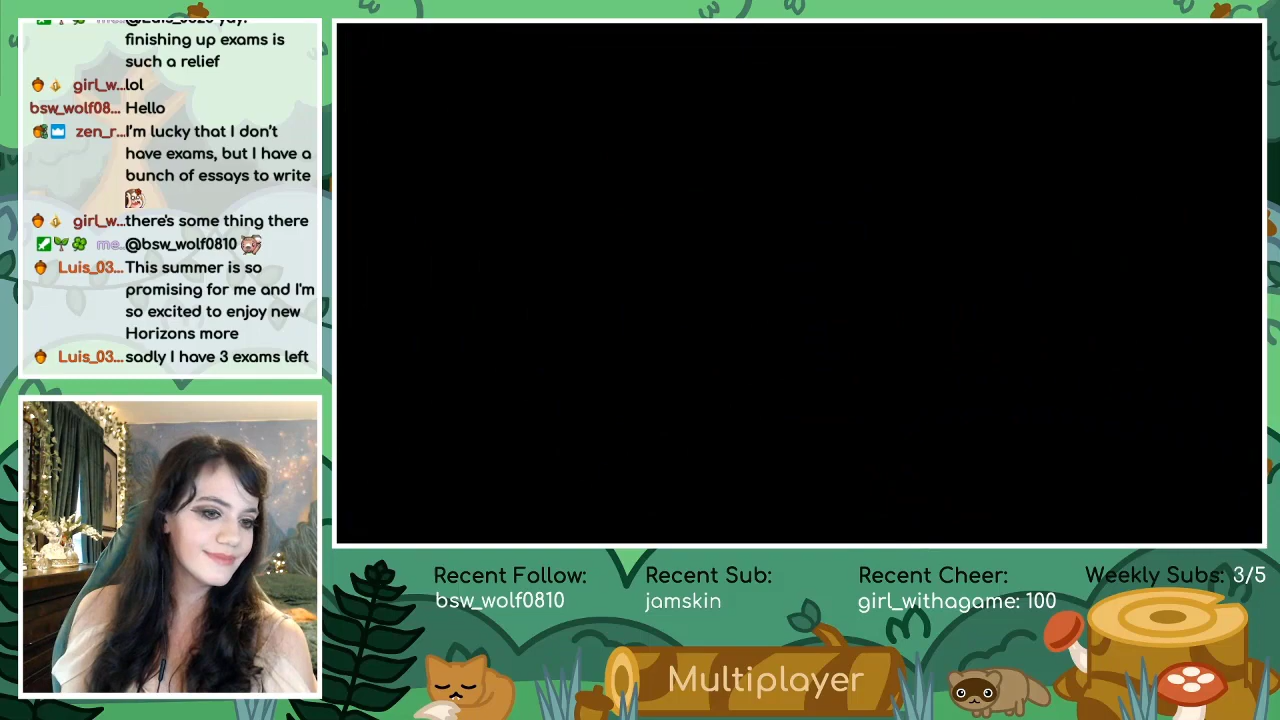 finishing up exams is
such a relief
girl_w...lol
bsw_wolf08... Hello
zen_r...I'm lucky that I don't
have exams, but I have a
bunch of essays to write
girl_w...there's some thing there
me..@bsw_wolf0810
Luis_03...This summer is so
promising for me and I'm
so excited to enjoy new
Horizons more
Luis_03...sadly I have 3 exams left
Recent Follow:
bsw_wolf0810
Recent Sub:
jamskin
Recent Cheer:
girl_withagame: 100
Weekly Subs: 3/5
Multiplayer